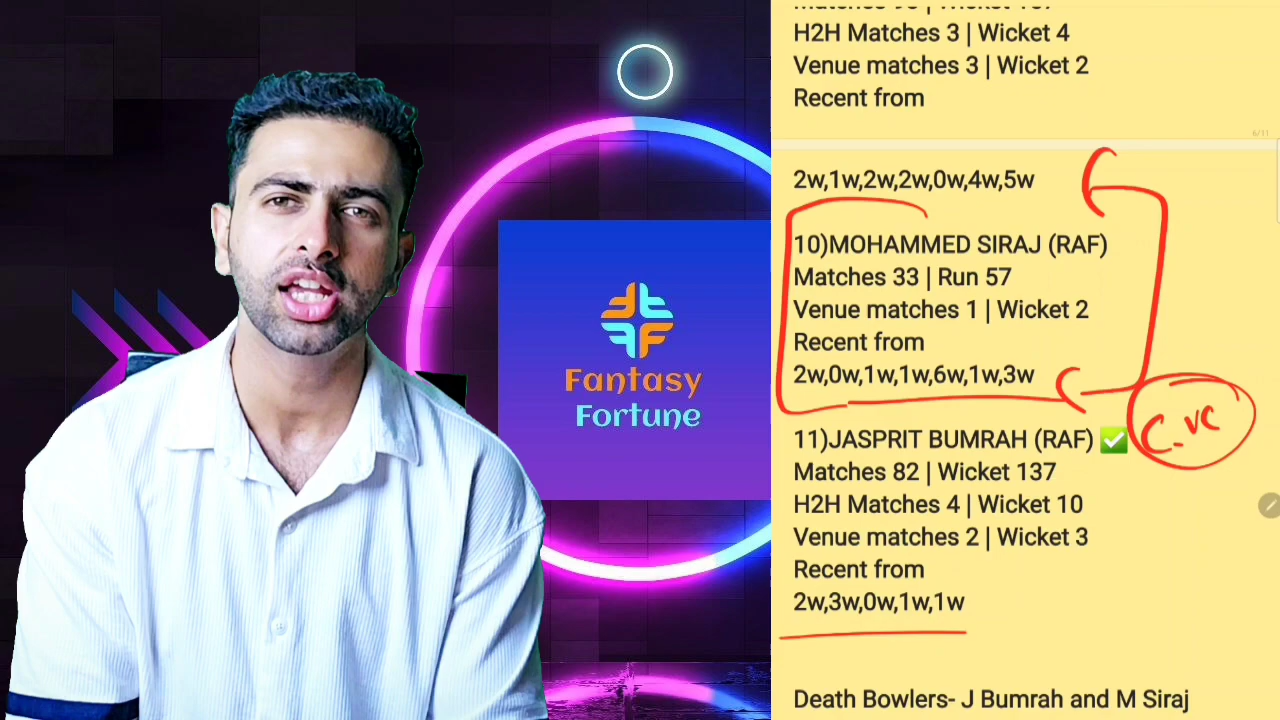 Fantasy
Fortune
H2H Matches 3 | Wicket 4
Venue matches 3 | Wicket 2
Recent from
6/11
2w,1w,2w,2w,0w,4w,5w
10)MOHAMMED SIRAJ (RAF)
Matches 33 | Run 57
Venue matches 1 | Wicket 2
Recent from
2w,0w,1w,1w,6w,1w,3w
C.vc
11)JASPRIT BUMRAH (RAF) ✅
Matches 82 | Wicket 137
H2H Matches 4 | Wicket 10
Venue matches 2 | Wicket 3
Recent from
2w,3w,0w,1w,1w
Death Bowlers- J Bumrah and M Siraj